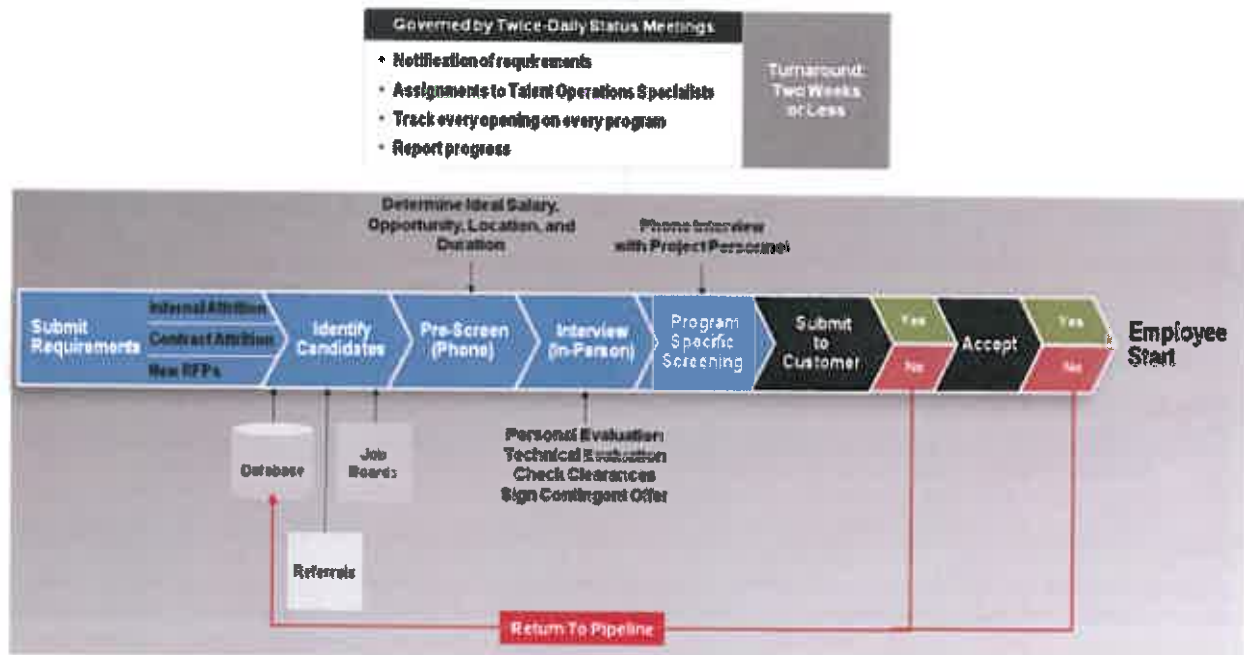 Governed by Twice-Daily Status Meetings
• Notification of requirements
• Assignments to Talent Operations Specialists
• Track every opening on every program
• Report progress
Turnaround:
Two Weeks
or Less
Determine Ideal Salary,
Opportunity, Location, and
Duration
Phone Interview
with Project Personnel
Submit
Requirements
Internal Attrition
Contract Attrition
New RFPs
Identify
Candidates
Pre-Screen
(Phone)
Interview
(In-Person)
Program
Specific
Screening
Submit
to
Customer
Yes
No
Accept
Yes
No
Employee
Start
Database
Job
Boards
Referrals
Personal Evaluation
Technical Evaluation
Check Clearances
Sign Contingent Offer
Return To Pipeline